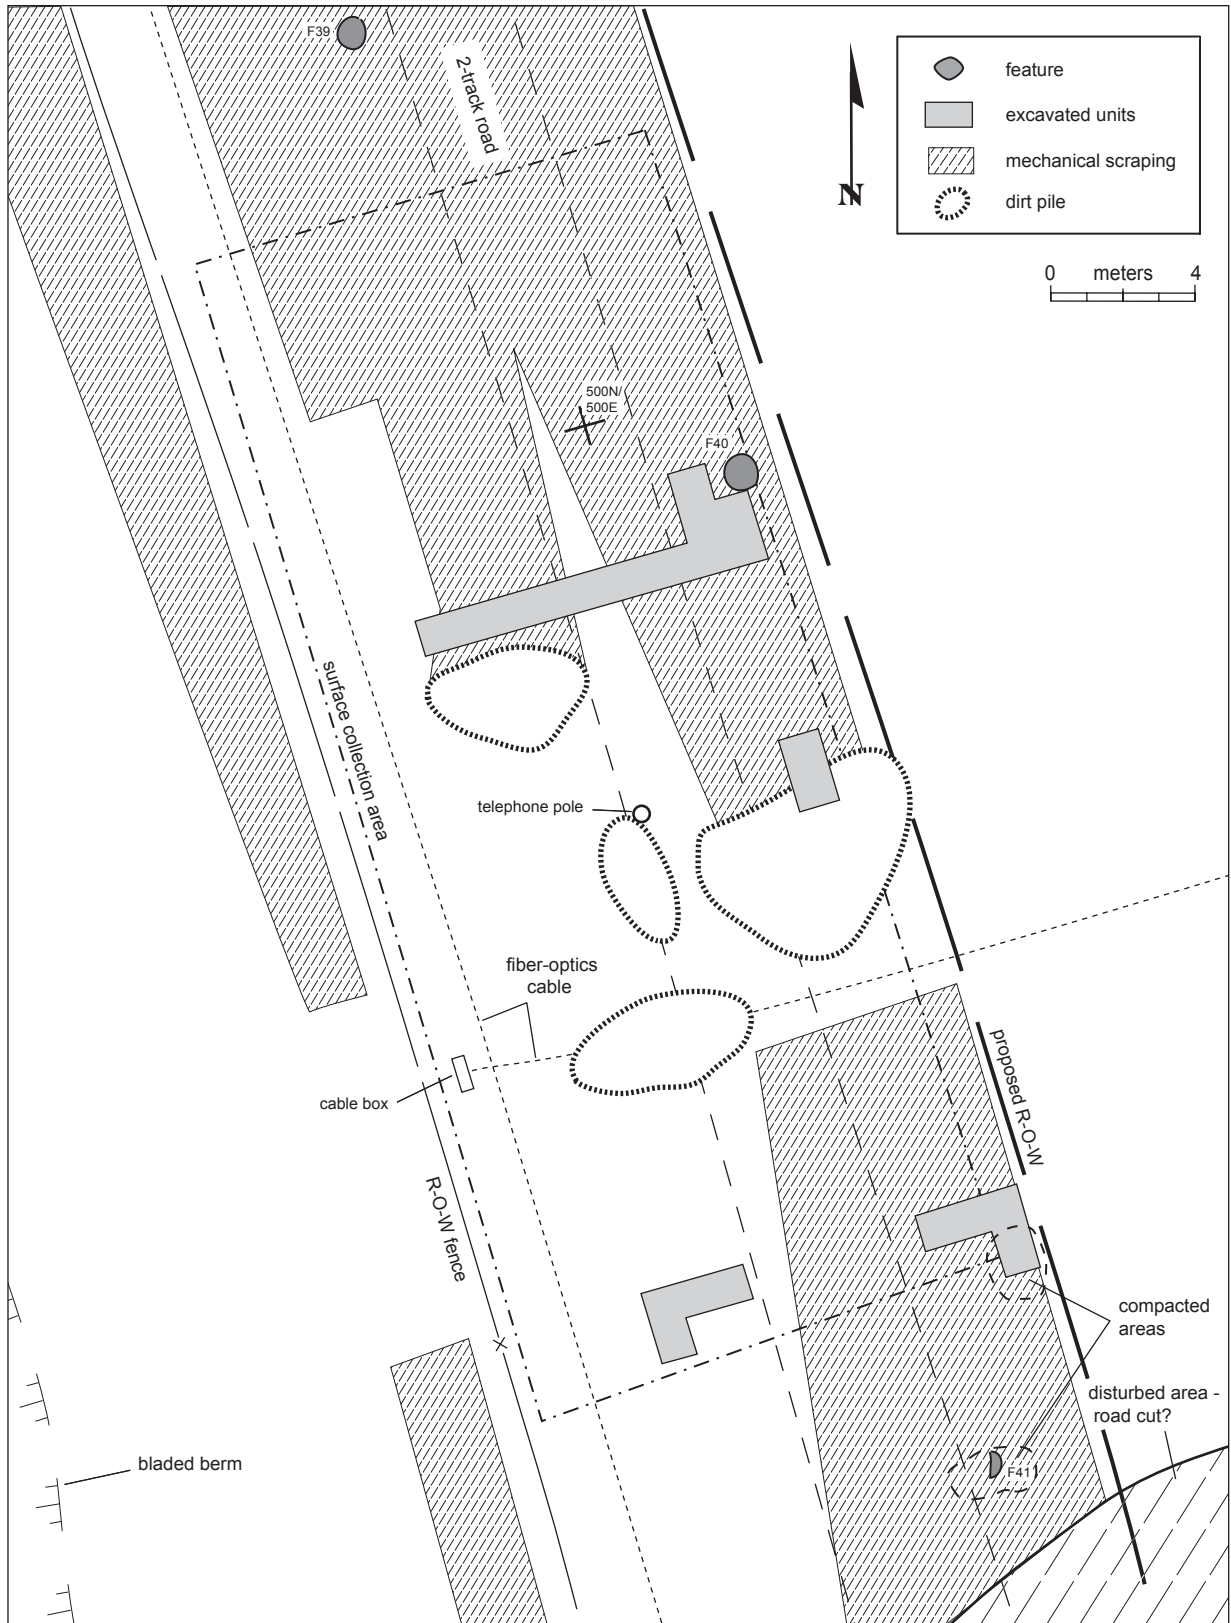 F39
2-track road
N
feature
excavated units
mechanical scraping
dirt pile
0 meters 4
500N/
500E
F40
surface collection area
telephone pole
fiber-optics
cable
cable box
proposed R-O-W
R-O-W fence
compacted
areas
disturbed area -
road cut?
bladed berm
F41